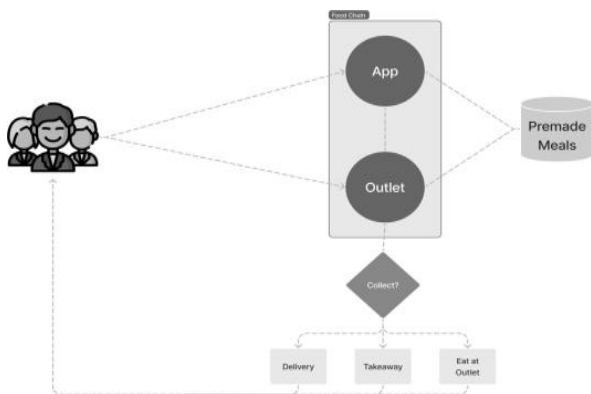 Food Chain
App
Premade
Meals
Outlet
Collect?
Delivery
Takeaway
Eat at
Outlet